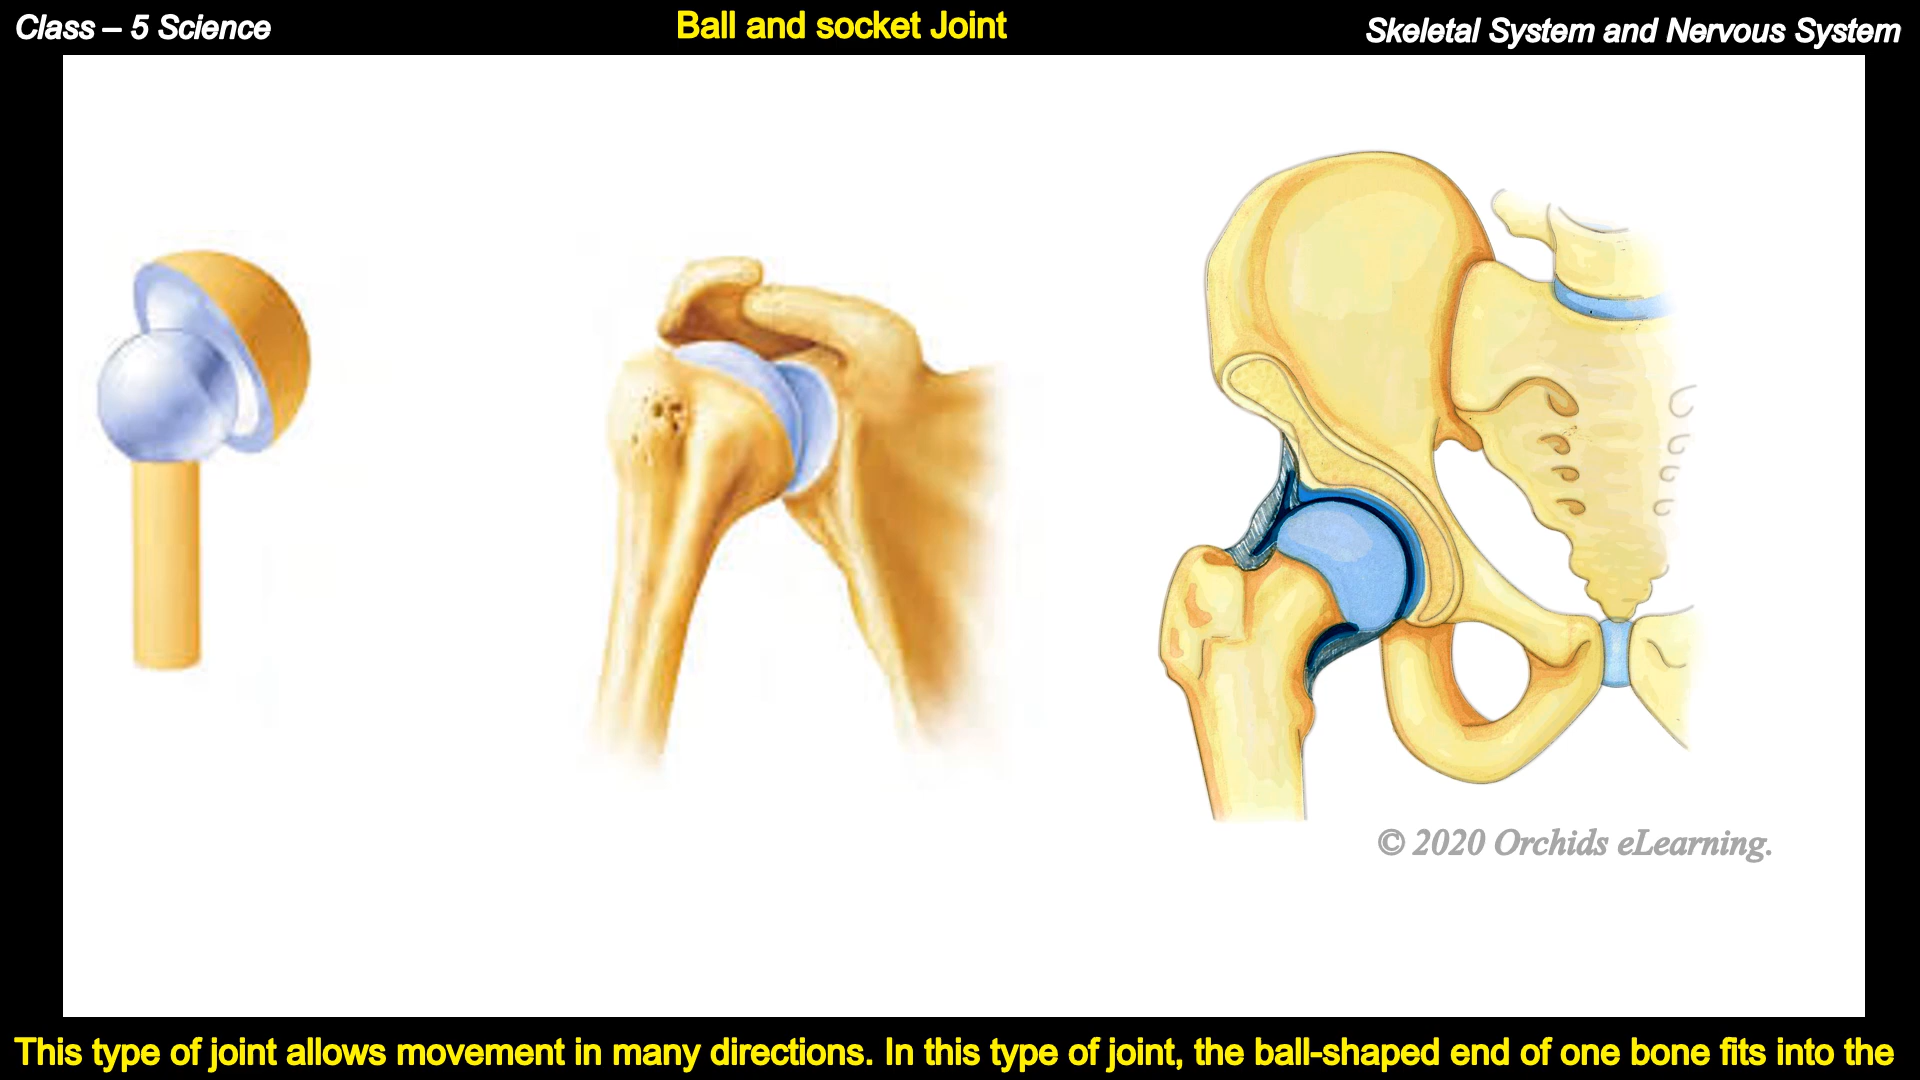 Class – 5 Science
Ball and socket Joint
Skeletal System and Nervous System
© 2020 Orchids eLearning.
This type of joint allows movement in many directions. In this type of joint, the ball-shaped end of one bone fits into the